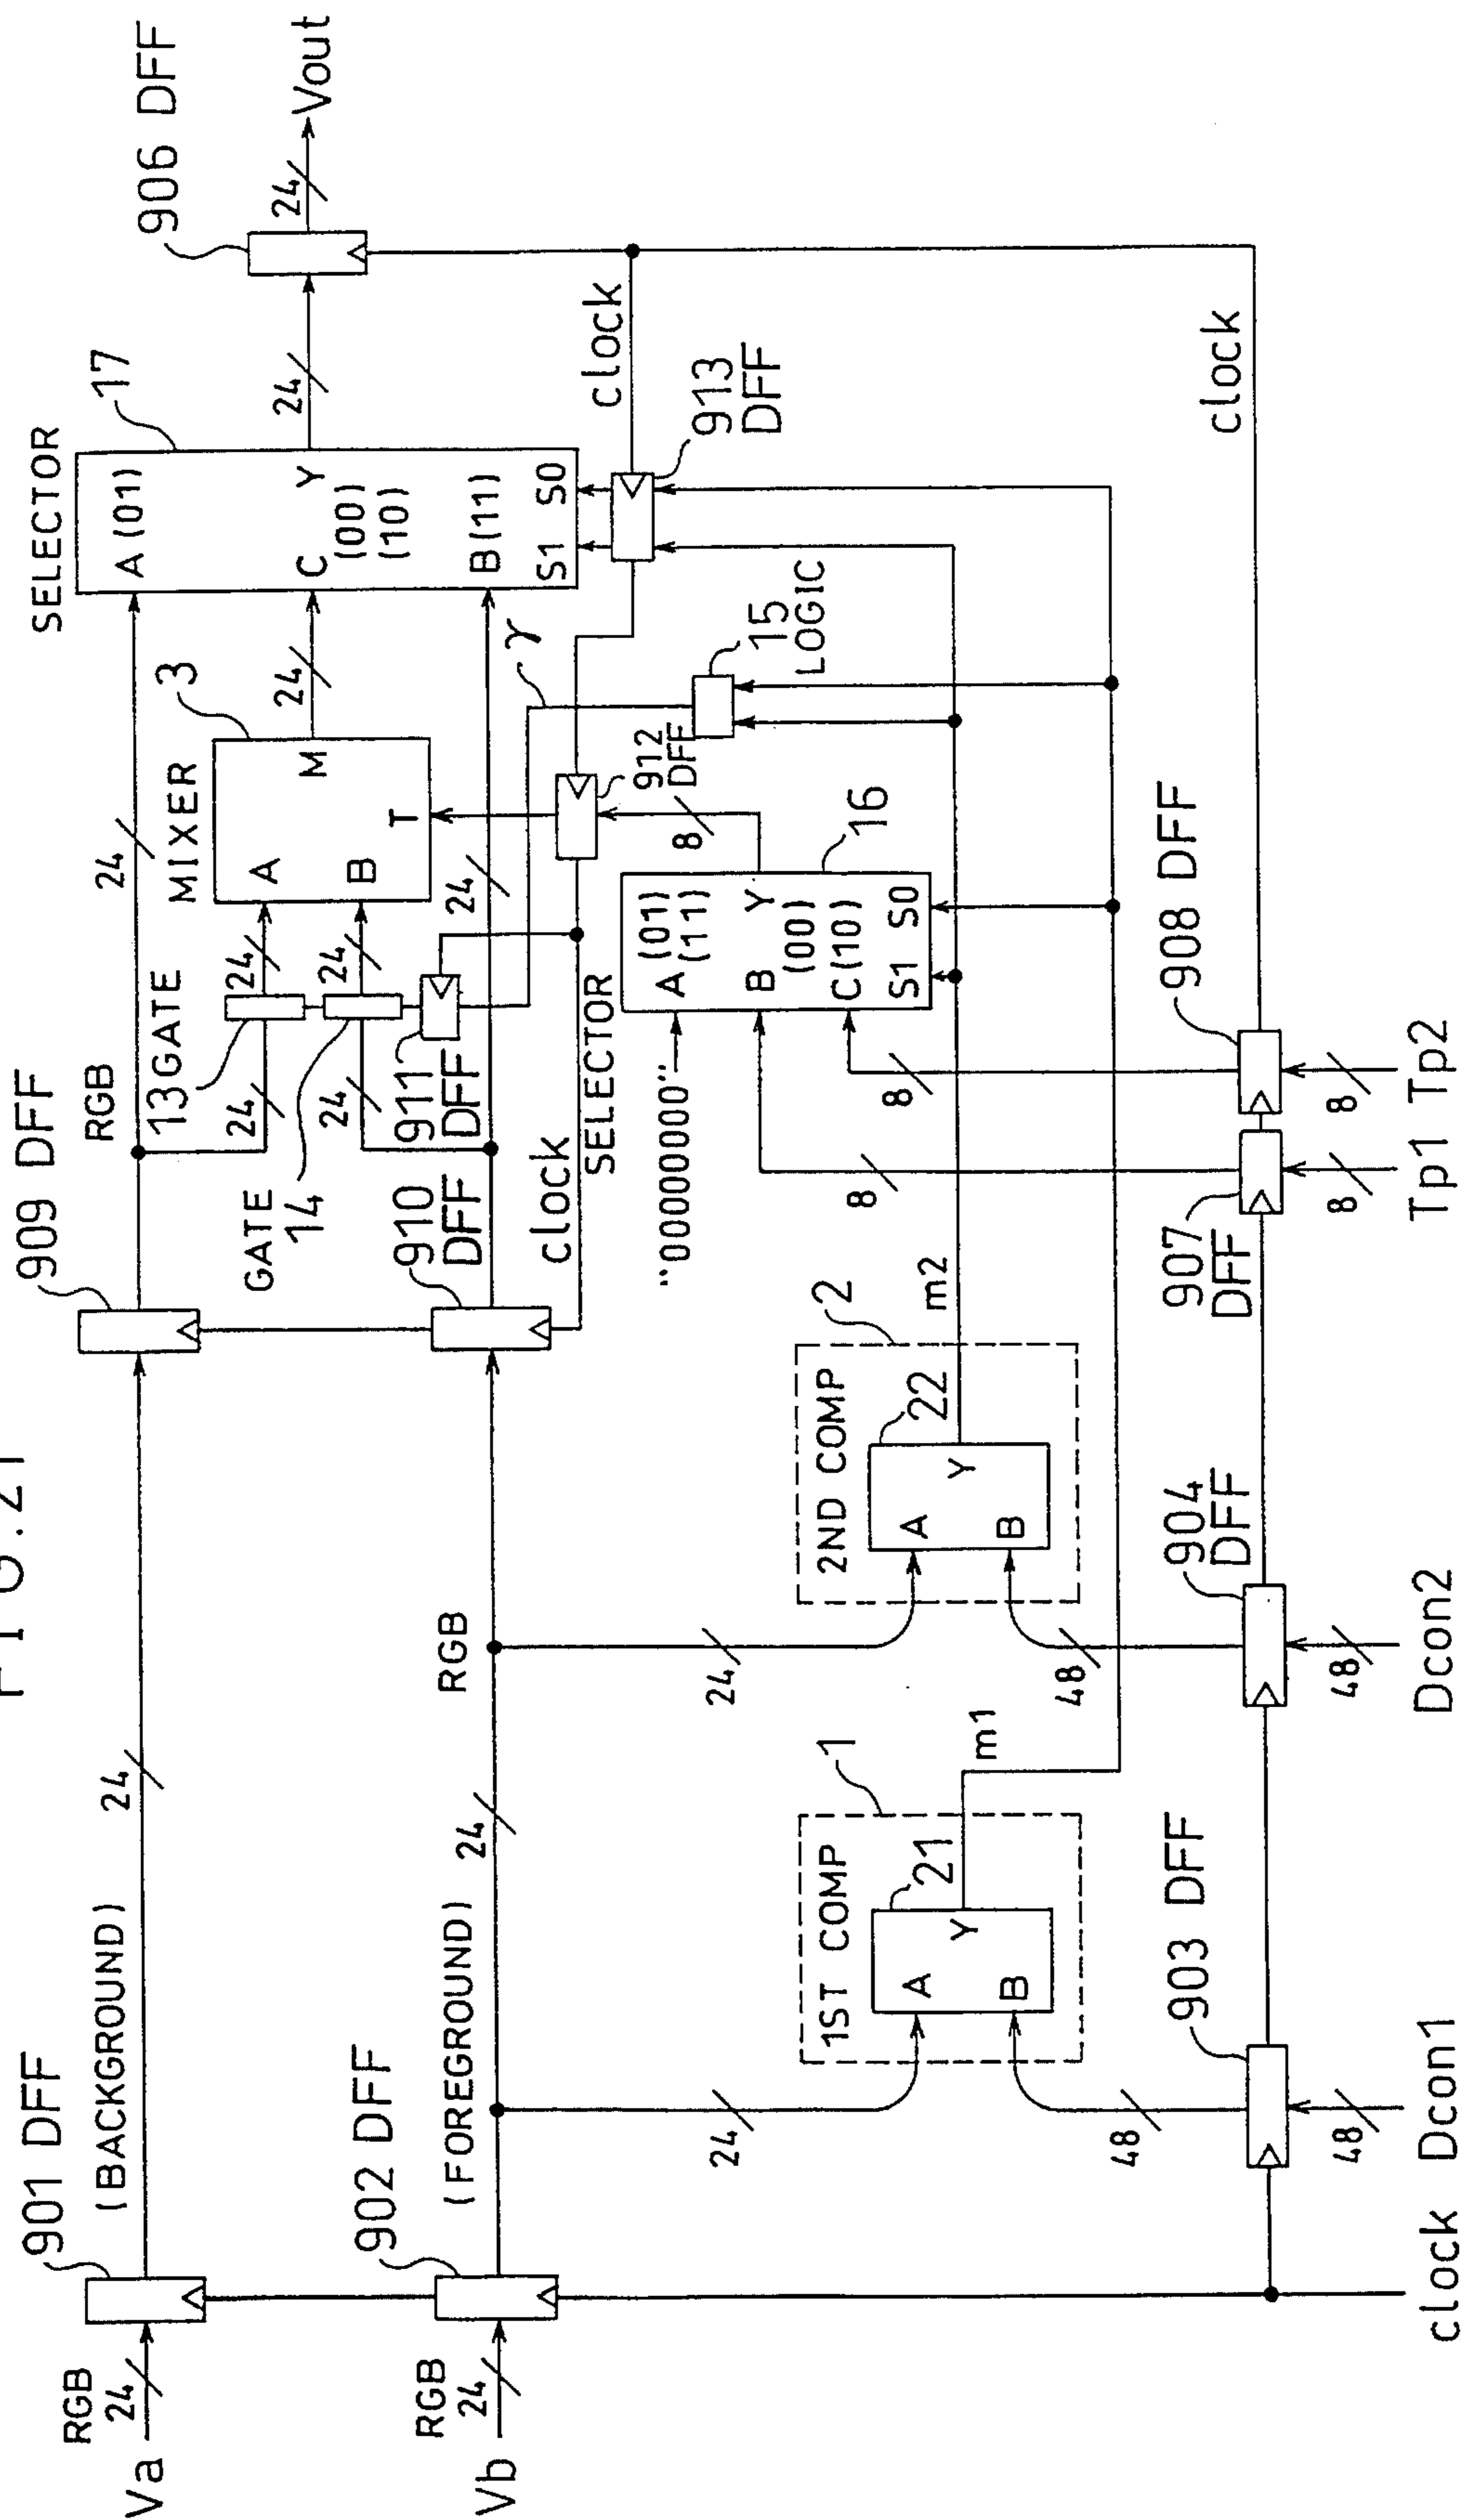 FIG.21
Va
RGB
24
901 DFF
(BACKGROUND)
24
909 DFF
RGB
24
SELECTOR
17
A (01)
C Y
(00)
(10)
B(11)
S1 S0
24
906 DFF
24
Vout
Vb
RGB
24
902 DFF
(FOREGROUND)
24
RGB
910
DFF
24
13GATE
24
24
GATE
14
24
24
911
DFF
MIXER
3
A
B
M
T
24
γ
clock
912
DFF
8
913
DFF
clock
15
LOGIC
SELECTOR
16
"00000000"
A (01)
(11)
B Y
(00)
C(10)
S1 S0
1ST COMP
1
21
A
B
Y
m1
24
48
2ND COMP
2
22
A
B
Y
m2
24
48
8
8
903 DFF
904
DFF
907
DFF
908 DFF
clock
48
48
8
8
clock
Dcon1
Dcon2
Tp1
Tp2